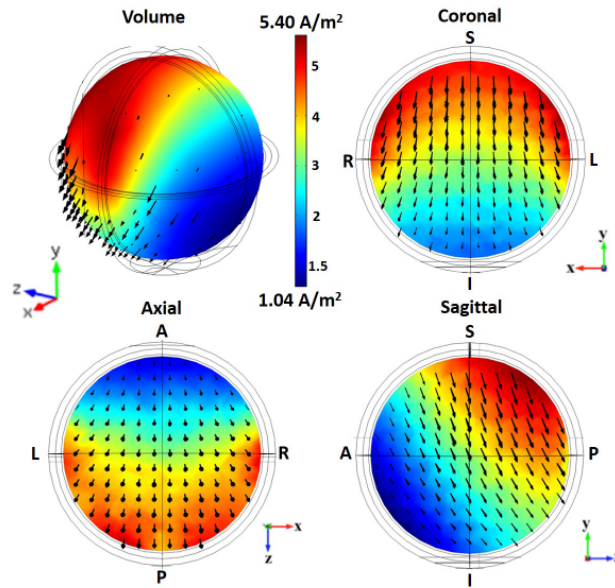 Volume
5.40 A/m²
Coronal
S
5
4
3
2
1.5
1.04 A/m²
R
L
I
y
z
x
y
x
Axial
A
L
R
P
x
z
Sagittal
S
A
P
I
y